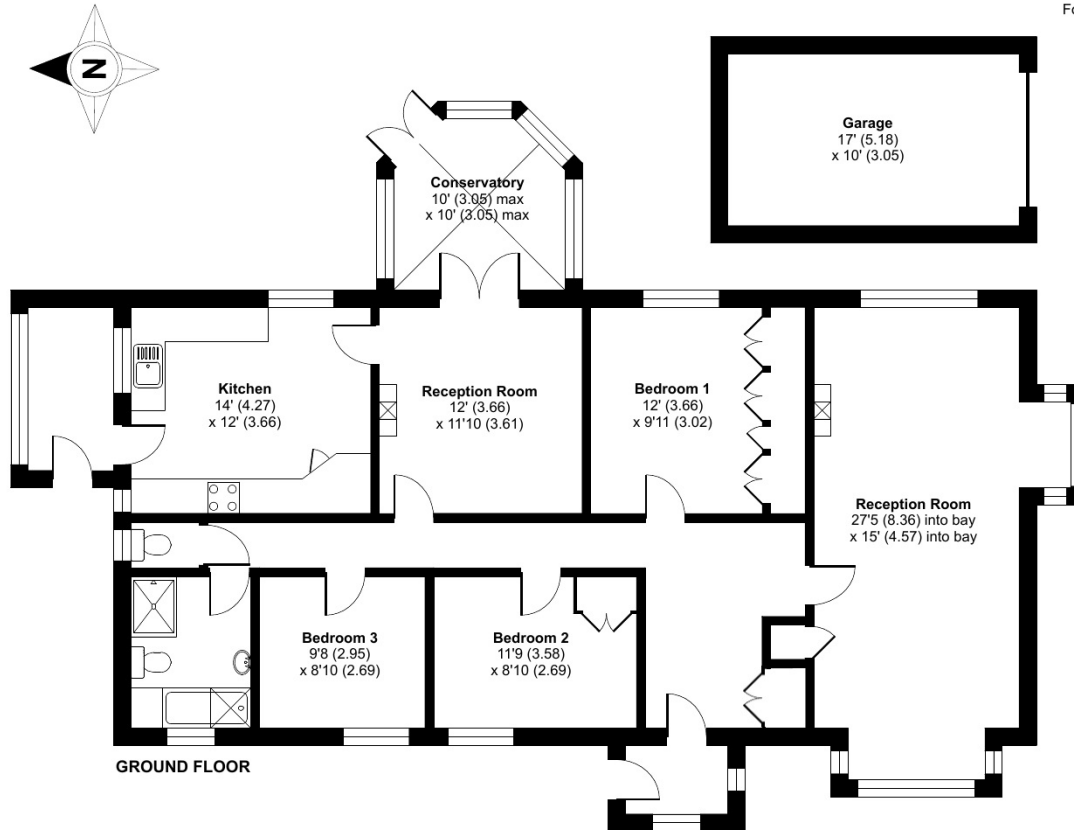 Fo
N
Garage
17' (5.18)
x 10' (3.05)
Conservatory
10' (3.05) max
x 10' (3.05) max
Kitchen
14' (4.27)
x 12' (3.66)
Reception Room
12' (3.66)
x 11'10 (3.61)
Bedroom 1
12' (3.66)
x 9'11 (3.02)
Reception Room
27'5 (8.36) into bay
x 15' (4.57) into bay
Bedroom 3
9'8 (2.95)
x 8'10 (2.69)
Bedroom 2
11'9 (3.58)
x 8'10 (2.69)
GROUND FLOOR